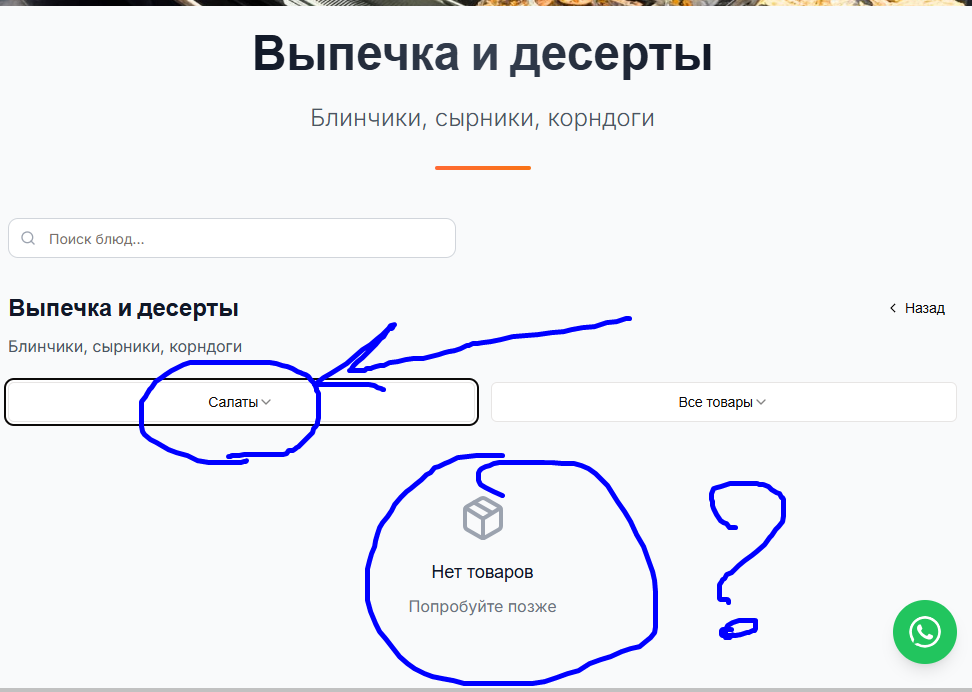 Выпечка и десерты
Блинчики, сырники, корндоги
Поиск блюд...
Выпечка и десерты
Назад
Блинчики, сырники, корндоги
Салаты
Все товары
?
Нет товаров
Попробуйте позже